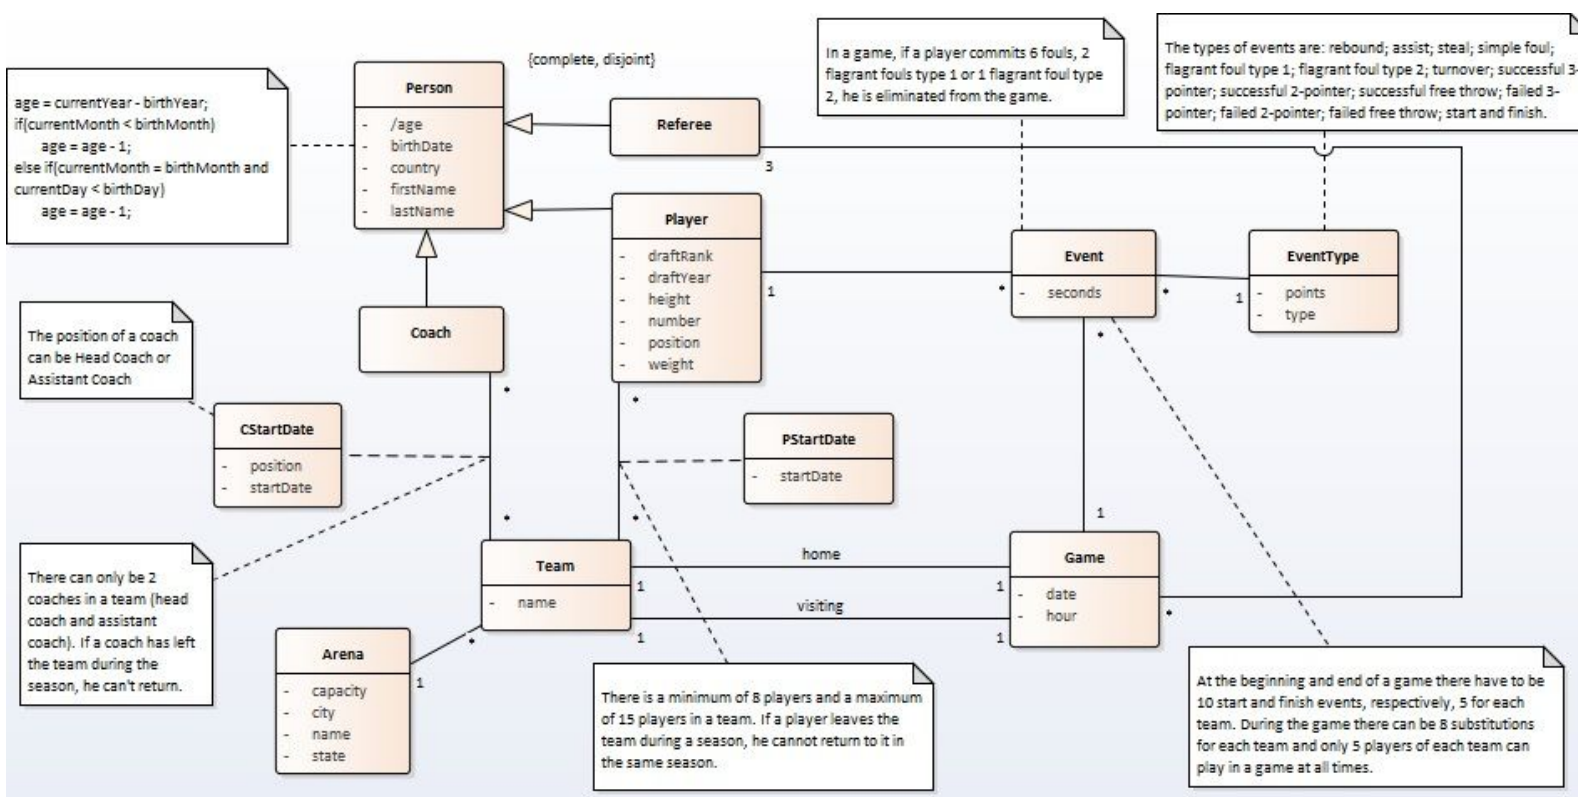 {complete, disjoint}
In a game, if a player commits 6 fouls, 2
flagrant fouls type 1 or 1 flagrant foul type
2, he is eliminated from the game.
The types of events are: rebound; assist; steal; simple foul;
flagrant foul type 1; flagrant foul type 2; turnover; successful 3-
pointer; successful 2-pointer; successful free throw; failed 3-
pointer; failed 2-pointer; failed free throw; start and finish.
age = currentYear - birthYear;
if(currentMonth < birthMonth)
age = age - 1;
else if(currentMonth = birthMonth and
currentDay < birthDay)
age = age - 1;
Person
- /age
- birthDate
- country
- firstName
- lastName
Referee
3
Player
- draftRank
- draftYear
- height
- number
- position
- weight
1
*
Event
- seconds
*
1
EventType
- points
- type
The position of a coach
can be Head Coach or
Assistant Coach
Coach
*
*
*
CStartDate
- position
- startDate
PStartDate
- startDate
*
*
1
There can only be 2
coaches in a team (head
coach and assistant
coach). If a coach has left
the team during the
season, he can't return.
Team
- name
home
1
1
visiting
1
1
Game
- date
- hour
*
Arena
- capacity
- city
- name
- state
*
1
There is a minimum of 8 players and a maximum
of 15 players in a team. If a player leaves the
team during a season, he cannot return to it in
the same season.
At the beginning and end of a game there have to be
10 start and finish events, respectively, 5 for each
team. During the game there can be 8 substitutions
for each team and only 5 players of each team can
play in a game at all times.